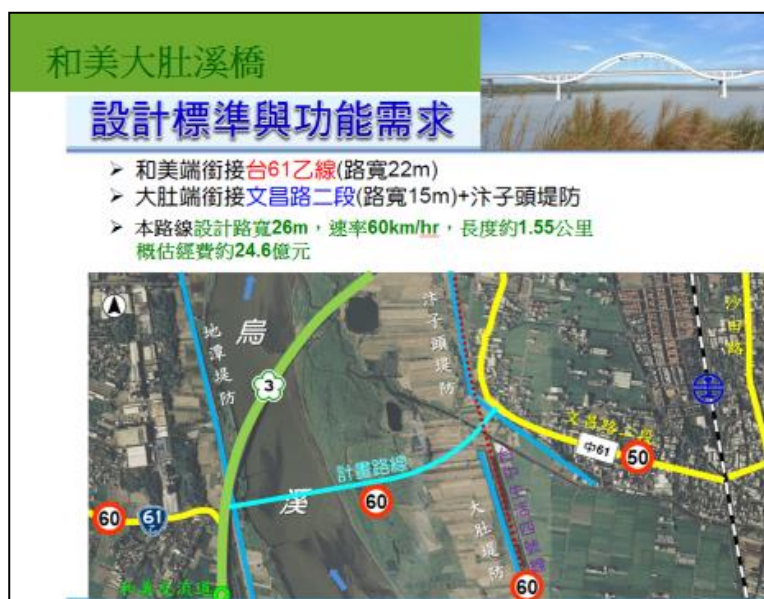 和美大肚溪橋
設計標準與功能需求
➢ 和美端銜接台61乙線(路寬22m)
➢ 大肚端銜接文昌路二段(路寬15m)+汴子頭堤防
➢ 本路線設計路寬26m，速率60km/hr，長度約1.55公里
概估經費約24.6億元
地潭堤防
烏
溪
3
汴子頭堤防
沙田路
文昌路二段
中61
50
計畫路線
60
60
61
乙
大肚堤防
60
和美交流道